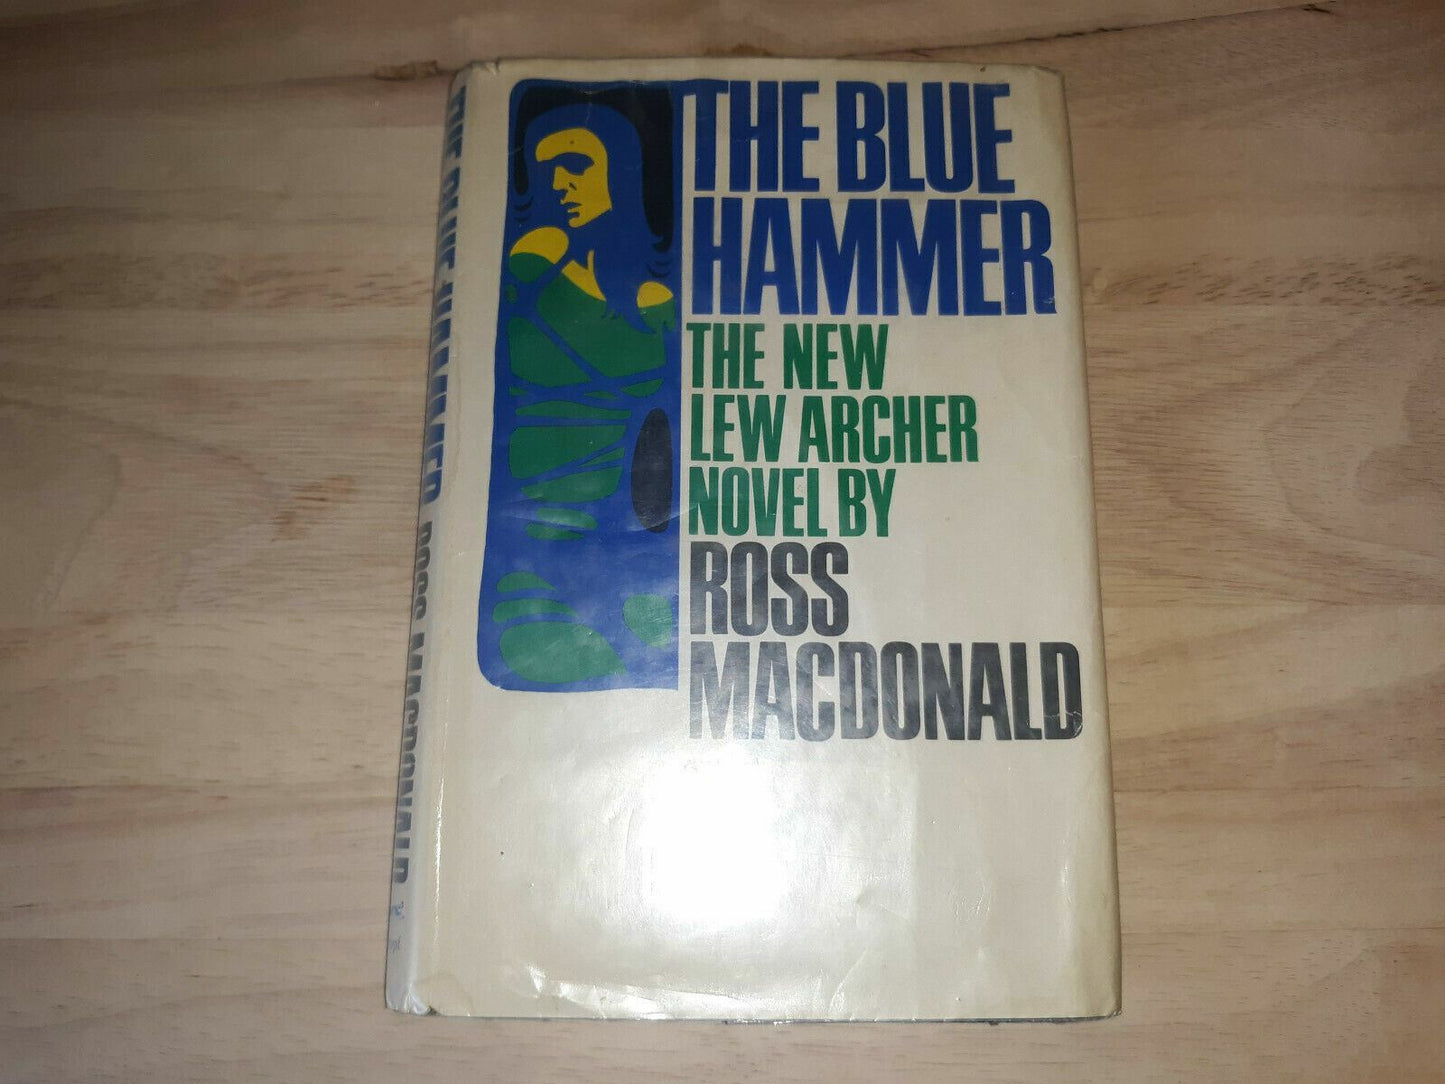 THE BLUE
HAMMER
THE NEW
LEW ARCHER
NOVEL BY
ROSS
MACDONALD
THE BLUE HAMMER ROSS MACDONALD